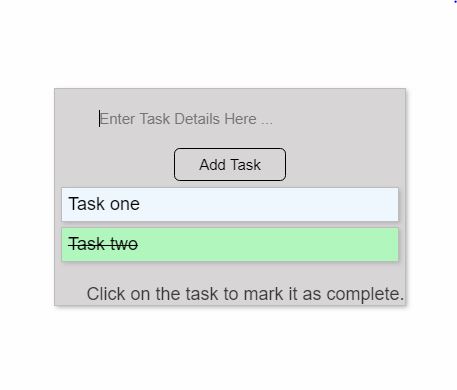 Enter Task Details Here ...
Add Task
Task one
Task two
Click on the task to mark it as complete.